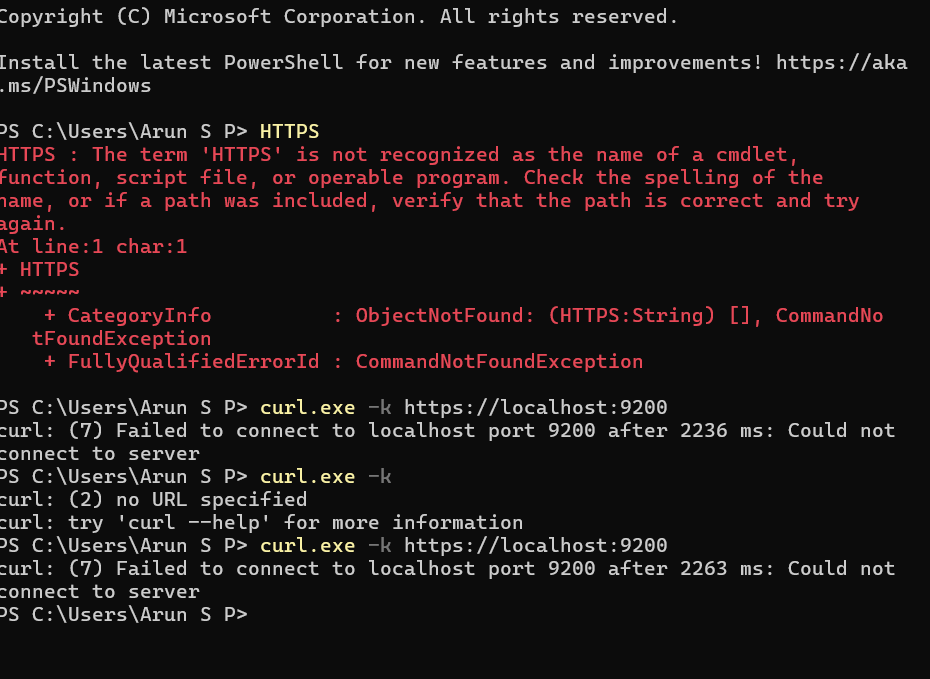 Copyright (C) Microsoft Corporation. All rights reserved.
Install the latest PowerShell for new features and improvements! https://aka
.ms/PSWindows
PS C:\Users\Arun S P> HTTPS
HTTPS : The term 'HTTPS' is not recognized as the name of a cmdlet,
function, script file, or operable program. Check the spelling of the
name, or if a path was included, verify that the path is correct and try
again.
At line:1 char:1
+ HTTPS
+ ~~~~~
    + CategoryInfo          : ObjectNotFound: (HTTPS:String) [], CommandNo
   tFoundException
    + FullyQualifiedErrorId : CommandNotFoundException
PS C:\Users\Arun S P> curl.exe -k https://localhost:9200
curl: (7) Failed to connect to localhost port 9200 after 2236 ms: Could not
connect to server
PS C:\Users\Arun S P> curl.exe -k
curl: (2) no URL specified
curl: try 'curl --help' for more information
PS C:\Users\Arun S P> curl.exe -k https://localhost:9200
curl: (7) Failed to connect to localhost port 9200 after 2263 ms: Could not
connect to server
PS C:\Users\Arun S P>